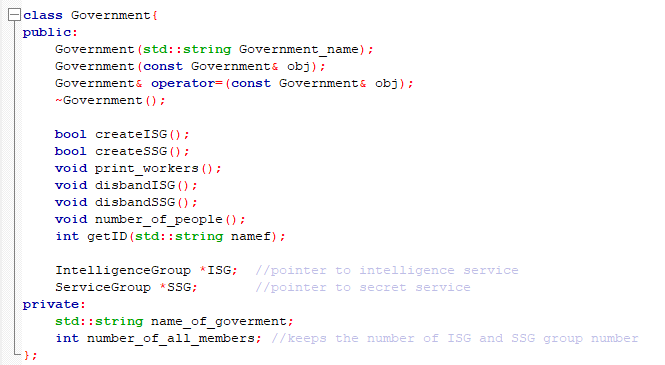 class Government{
public:
    Government(std::string Government_name);
    Government(const Government& obj);
    Government& operator=(const Government& obj);
    ~Government();

    bool createISG();
    bool createSSG();
    void print_workers();
    void disbandISG();
    void disbandSSG();
    void number_of_people();
    int getID(std::string namef);

    IntelligenceGroup *ISG;  //pointer to intelligence service
    ServiceGroup *SSG;       //pointer to secret service
private:
    std::string name_of_goverment;
    int number_of_all_members; //keeps the number of ISG and SSG group number
};